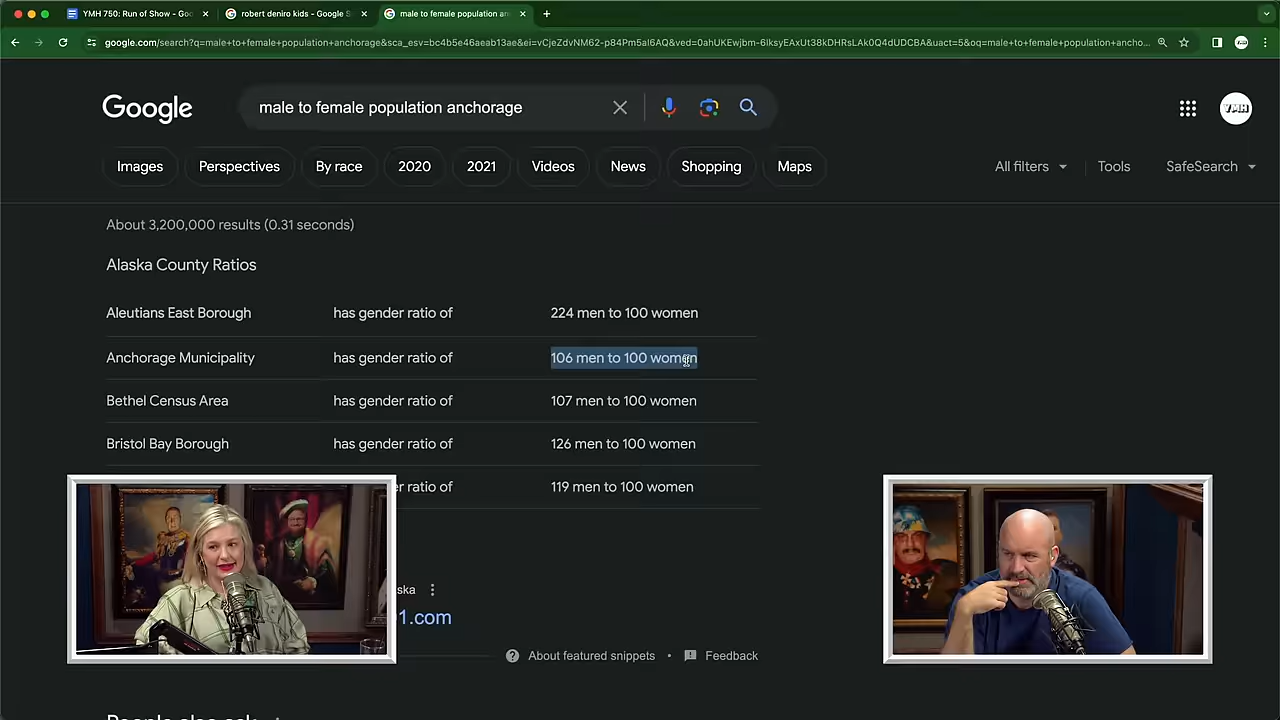 YMH 750: Run of Show - Goo
robert deniro kids - Google S
male to female population an
google.com/search?q=male+to+female+population+anchorage&sca_esv=bc4b5e46aeab13ae&ei=vCjeZdvNM62-p84Pm5al6AQ&ved=0ahUKEwjbm-6IksyEAxUt38kDHRsLAk0Q4dUDCBA&uact=5&oq=male+to+female+population+ancho...
Google
male to female population anchorage
YMH
Images
Perspectives
By race
2020
2021
Videos
News
Shopping
Maps
All filters
Tools
SafeSearch
About 3,200,000 results (0.31 seconds)
Alaska County Ratios
Aleutians East Borough has gender ratio of 224 men to 100 women
Anchorage Municipality has gender ratio of 106 men to 100 women
Bethel Census Area has gender ratio of 107 men to 100 women
Bristol Bay Borough has gender ratio of 126 men to 100 women
er ratio of 119 men to 100 women
ska
1.com
About featured snippets • Feedback